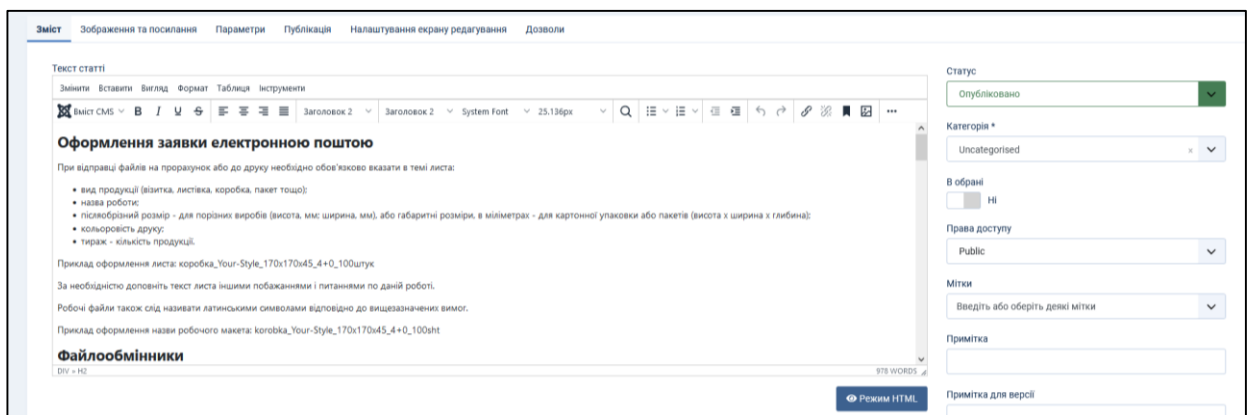 Зміст Зображення та посилання Параметри Публікація Налаштування екрану редагування Дозволи
Текст статті
Змінити Вставити Вигляд Формат Таблиця Інструменти
Вміст CMS B I U S Заголовок 2 Заголовок 2 System Font 25.136px ...
Оформлення заявки електронною поштою
При відправці файлів на прорахунок або до друку необхідно обов'язково вказати в темі листа:
• вид продукції (візитка, листівка, коробка, пакет тощо);
• назва роботи;
• післяобрізний розмір - для порізних виробів (висота, мм; ширина, мм), або габаритні розміри, в міліметрах - для картонної упаковки або пакетів (висота х ширина х глибина);
• кольоровість друку;
• тираж - кількість продукції.
Приклад оформлення листа: коробка_Your-Style_170х170х45_4+0_100штук
За необхідністю доповніть текст листа іншими побажаннями і питаннями по даній роботі.
Робочі файли також слід називати латинськими символами відповідно до вищезазначених вимог.
Приклад оформлення назви робочого макета: korobka_Your-Style_170x170x45_4+0_100sht
Файлообмінники
DIV » H2 978 WORDS
Режим HTML
Статус
Опубліковано
Категорія *
Uncategorised ×
В обрані
Ні
Права доступу
Public
Мітки
Введіть або оберіть деякі мітки
Примітка
Примітка для версії